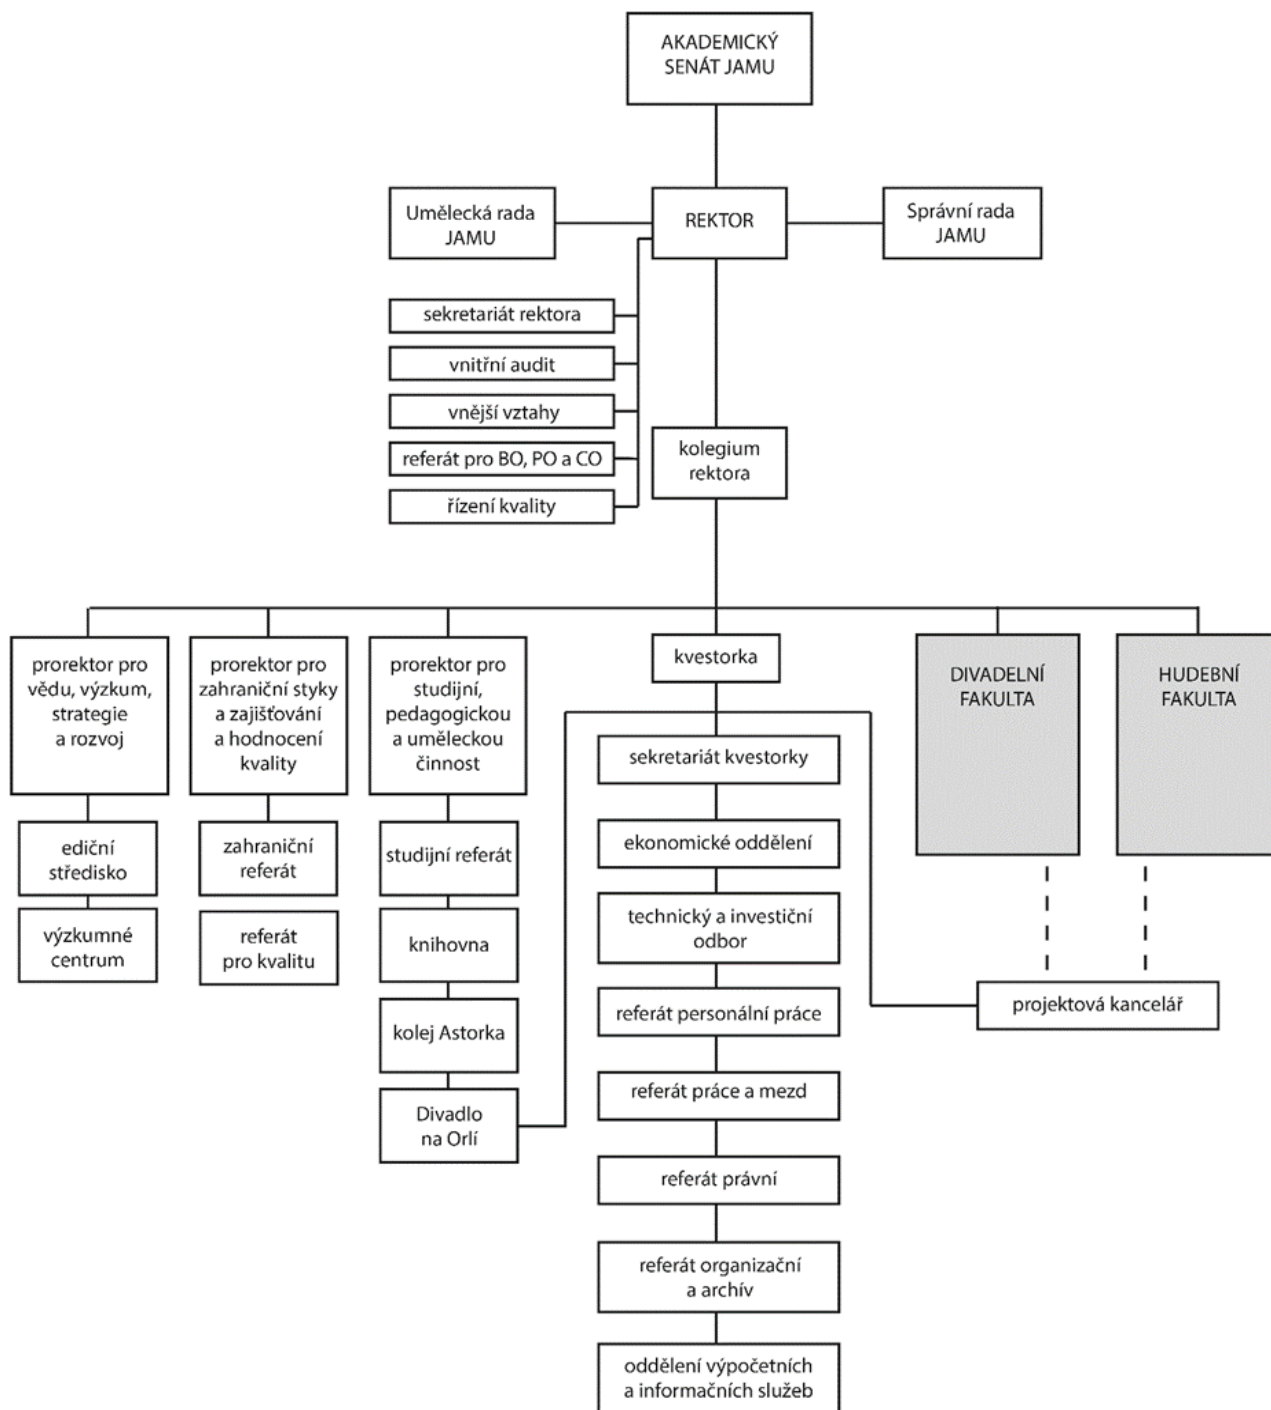 AKADEMICKÝ
SENÁT JAMU
Umělecká rada
JAMU
REKTOR
Správní rada
JAMU
sekretariát rektora
vnitřní audit
vnější vztahy
referát pro BO, PO a CO
řízení kvality
kolegium
rektora
prorektor pro
vědu, výzkum,
strategie
a rozvoj
prorektor pro
zahraniční styky
a zajišťování
a hodnocení
kvality
prorektor pro
studijní,
pedagogickou
a uměleckou
činnost
kvestorka
DIVADELNÍ
FAKULTA
HUDEBNÍ
FAKULTA
ediční
středisko
výzkumné
centrum
zahraniční
referát
referát
pro kvalitu
studijní referát
knihovna
kolej Astorka
Divadlo
na Orlí
sekretariát kvestorky
ekonomické oddělení
technický a investiční
odbor
referát personální práce
referát práce a mezd
referát právní
referát organizační
a archív
oddělení výpočetních
a informačních služeb
projektová kancelář